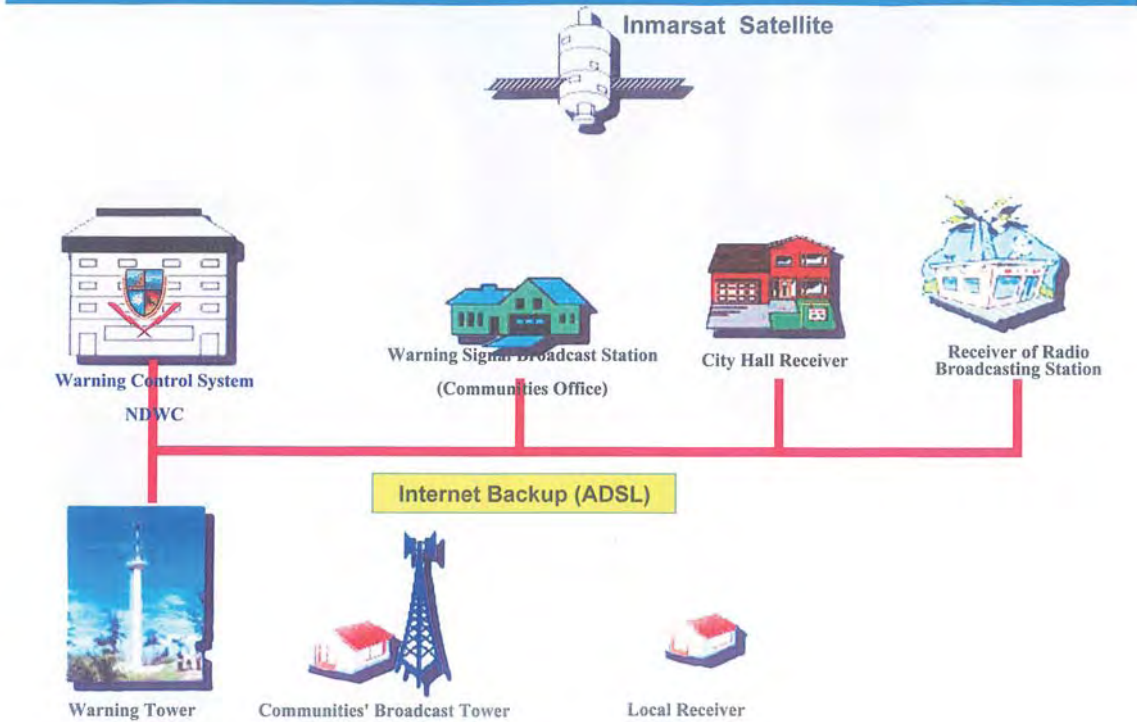 Inmarsat Satellite
Warning Control System
NDWC
Warning Signal Broadcast Station
(Communities Office)
City Hall Receiver
Receiver of Radio
Broadcasting Station
Internet Backup (ADSL)
Warning Tower
Communities' Broadcast Tower
Local Receiver